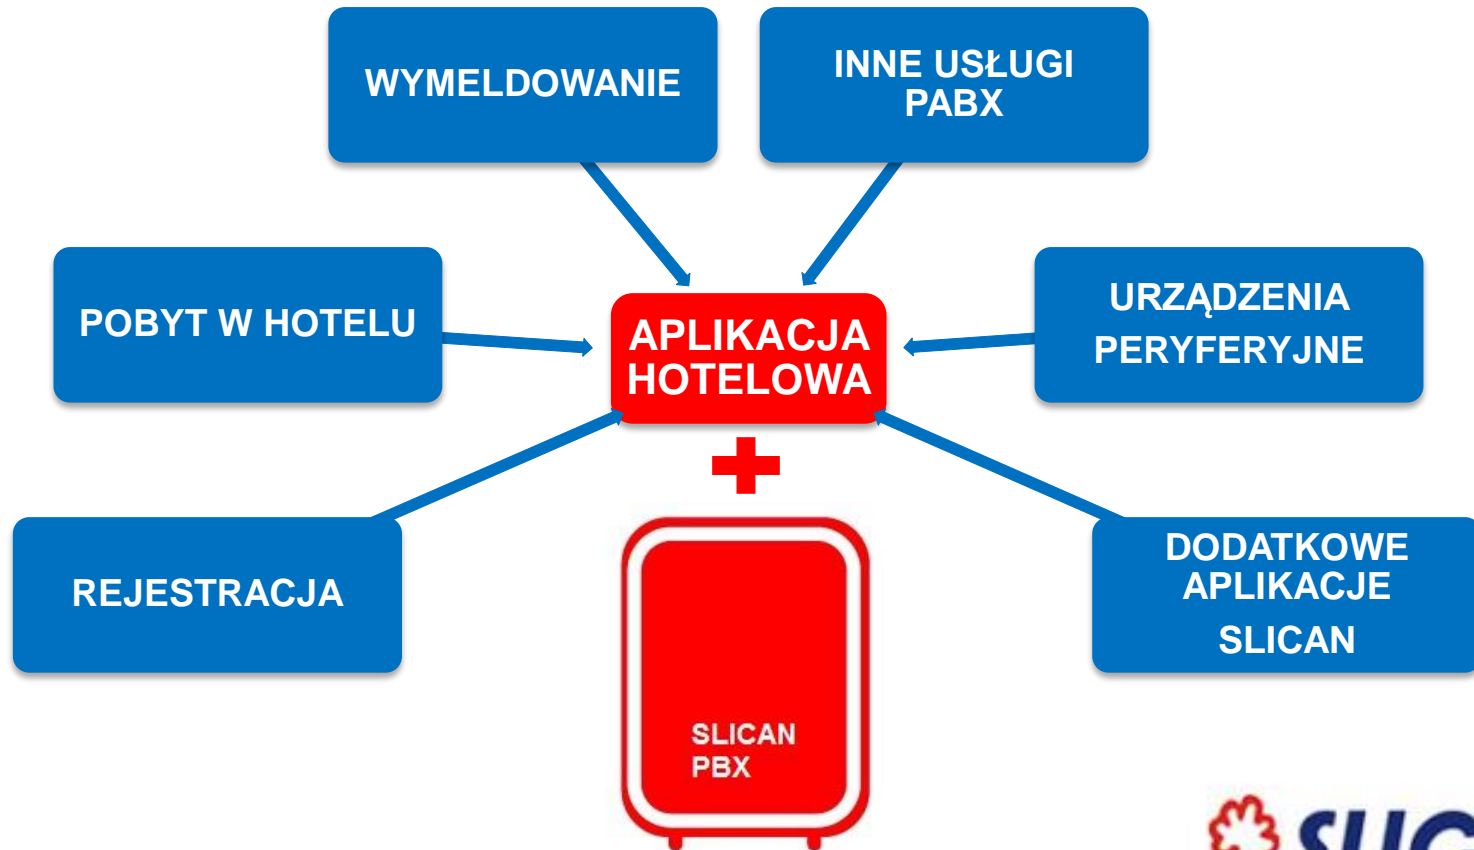 WYMELDOWANIE
INNE USŁUGI
PABX
POBYT W HOTELU
APLIKACJA
HOTELOWA
URZĄDZENIA
PERYFERYJNE
REJESTRACJA
DODATKOWE
APLIKACJE
SLICAN
SLICAN
PBX